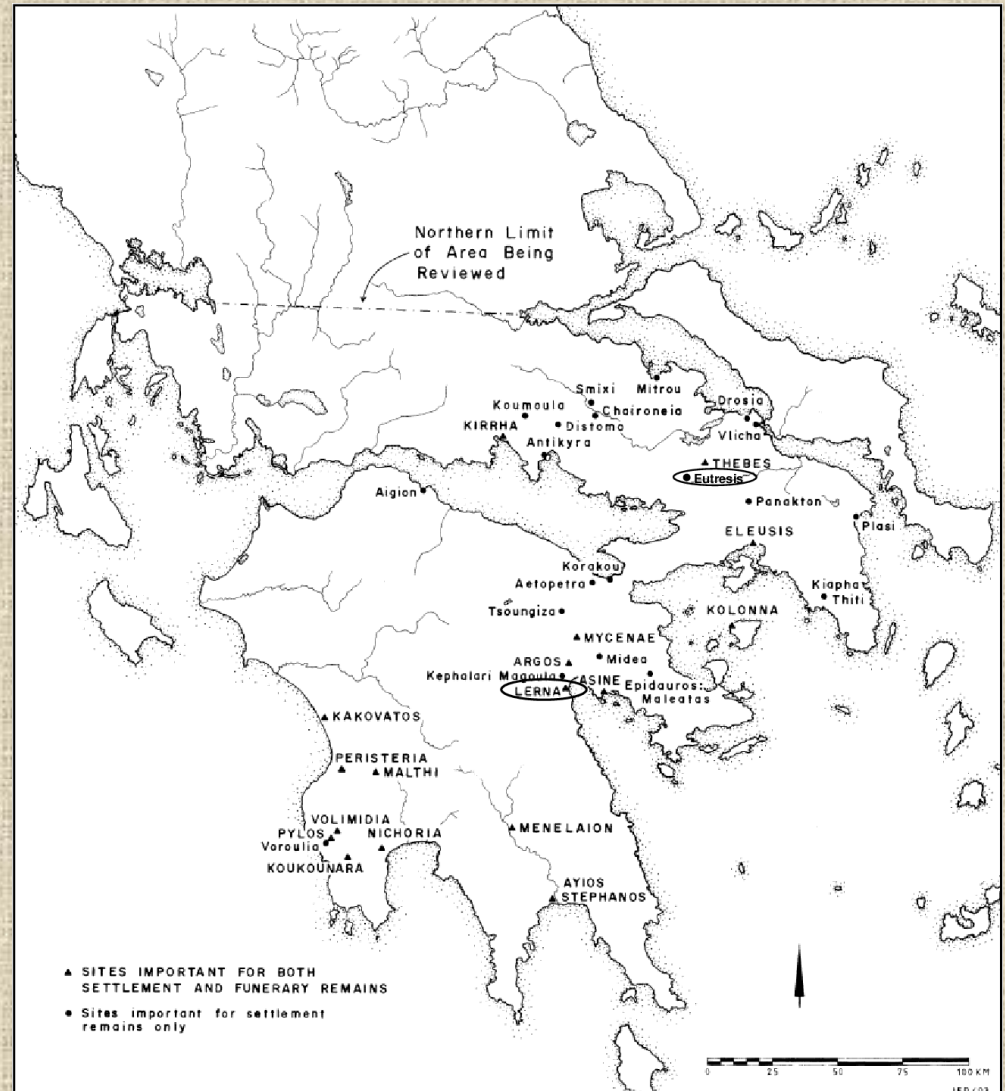 Northern Limit
of Area Being
Reviewed
Smixi
Mitrou
Drosia
Koumoula
Chaironeia
KIRRHA
Distomo
Vlicha
Antikyra
THEBES
Eutresis
Aigion
Panakton
Plasi
ELEUSIS
Korakou
Aetopetra
Kiapha
Thiti
Tsoungiza
KOLONNA
MYCENAE
ARGOS
Midea
Kephalari Magoula
ASINE
LERNA
Epidauros:
Maleatas
KAKOVATOS
PERISTERIA
MALTHI
VOLIMIDIA
PYLOS
NICHORIA
Voroulia
MENELAION
KOUKOUNARA
AYIOS
STEPHANOS
SITES IMPORTANT FOR BOTH
SETTLEMENT AND FUNERARY REMAINS
Sites important for settlement
remains only
0 25 50 75 100 KM